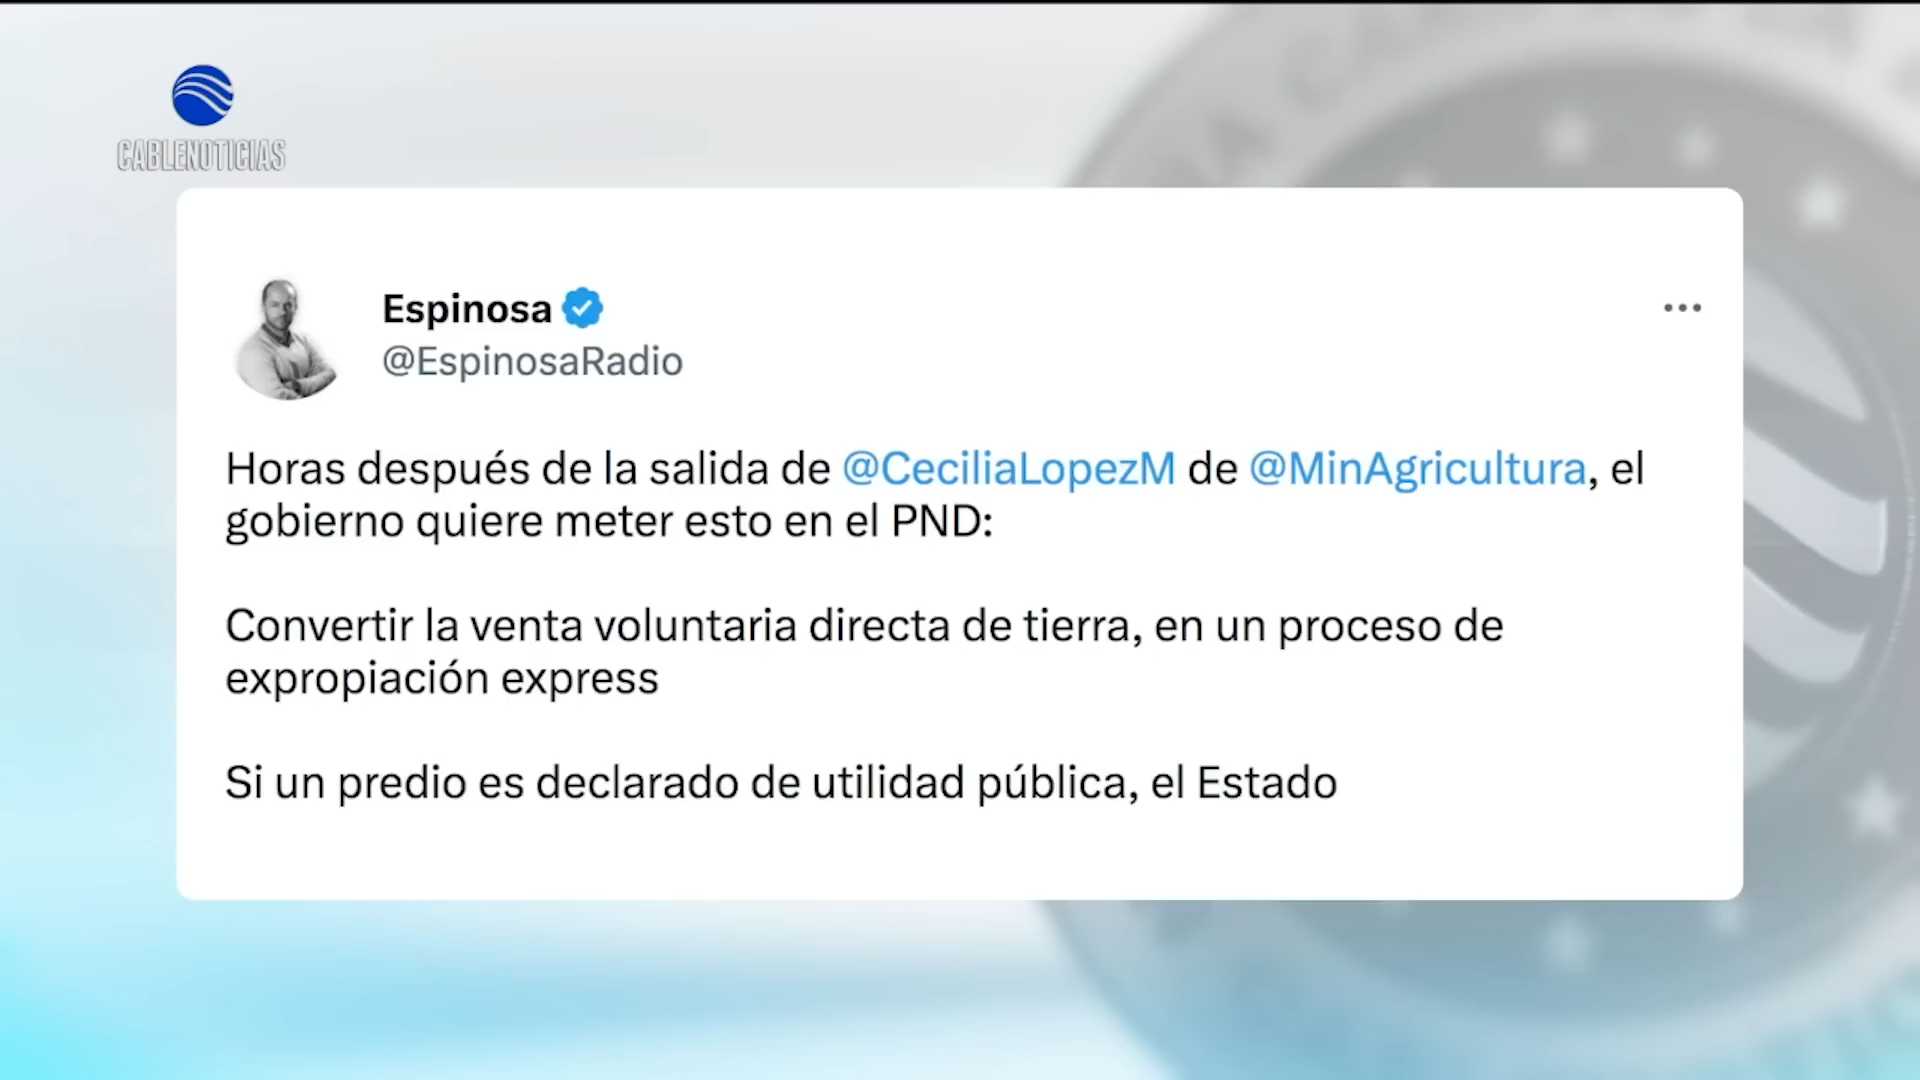 CABLENOTICIAS
Espinosa
@EspinosaRadio
Horas después de la salida de @CeciliaLopezM de @MinAgricultura, el
gobierno quiere meter esto en el PND:
Convertir la venta voluntaria directa de tierra, en un proceso de
expropiación express
Si un predio es declarado de utilidad pública, el Estado